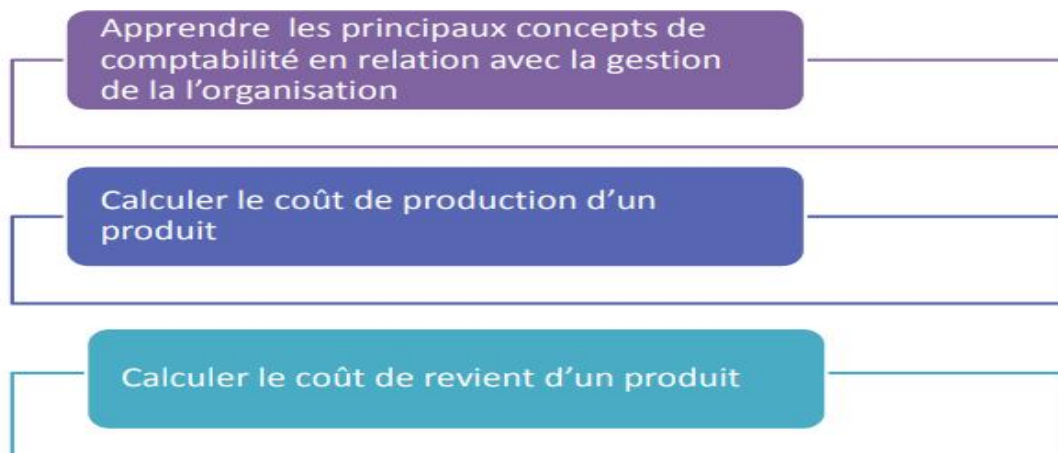 Apprendre  les principaux concepts de
comptabilité en relation avec la gestion
de la l’organisation
Calculer le coût de production d’un
produit
Calculer le coût de revient d’un produit